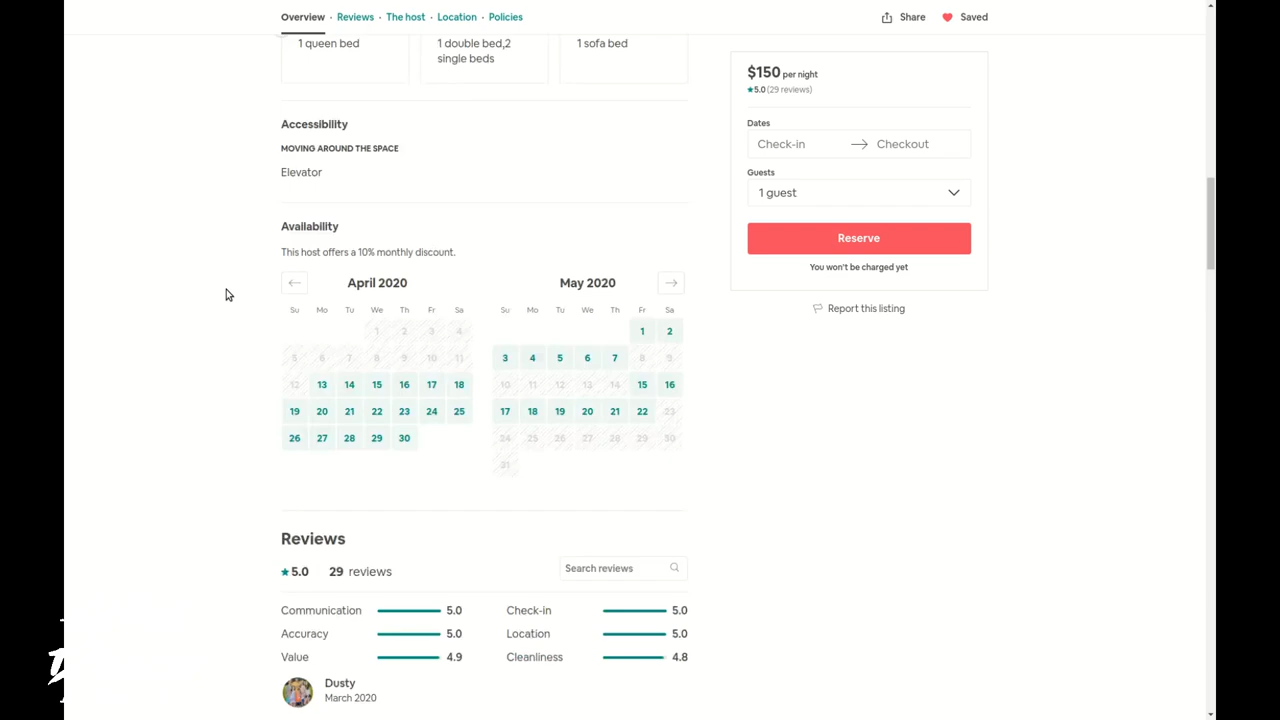 Overview · Reviews · The host · Location · Policies
Share
Saved
1 queen bed
1 double bed,2
single beds
1 sofa bed
Accessibility
MOVING AROUND THE SPACE
Elevator
Availability
This host offers a 10% monthly discount.
April 2020
Su Mo Tu We Th Fr Sa
1 2 3 4
5 6 7 8 9 10 11
12 13 14 15 16 17 18
19 20 21 22 23 24 25
26 27 28 29 30
May 2020
Su Mo Tu We Th Fr Sa
1 2
3 4 5 6 7 8 9
10 11 12 13 14 15 16
17 18 19 20 21 22 23
24 25 26 27 28 29 30
31
Reviews
5.0 29 reviews
Search reviews
Communication 5.0
Check-in 5.0
Accuracy 5.0
Location 5.0
Value 4.9
Cleanliness 4.8
Dusty
March 2020
$150 per night
5.0 (29 reviews)
Dates
Check-in → Checkout
Guests
1 guest
Reserve
You won't be charged yet
Report this listing